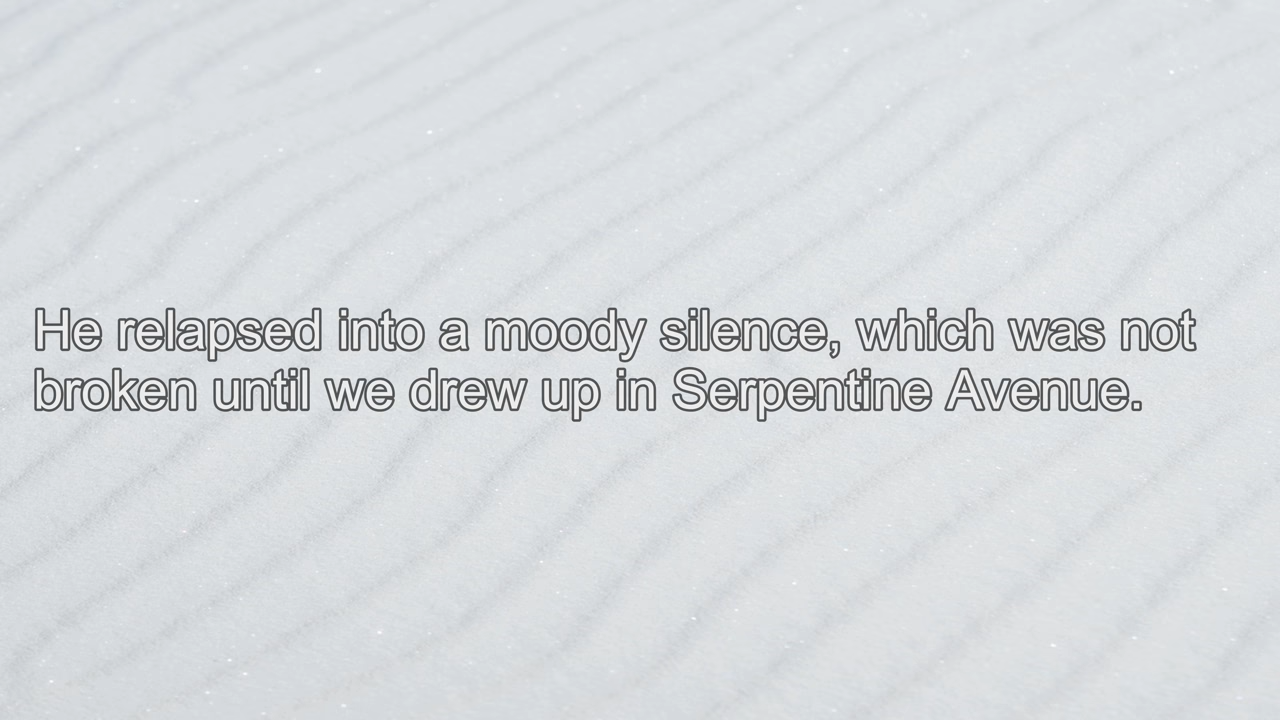 He relapsed into a moody silence, which was not
broken until we drew up in Serpentine Avenue.